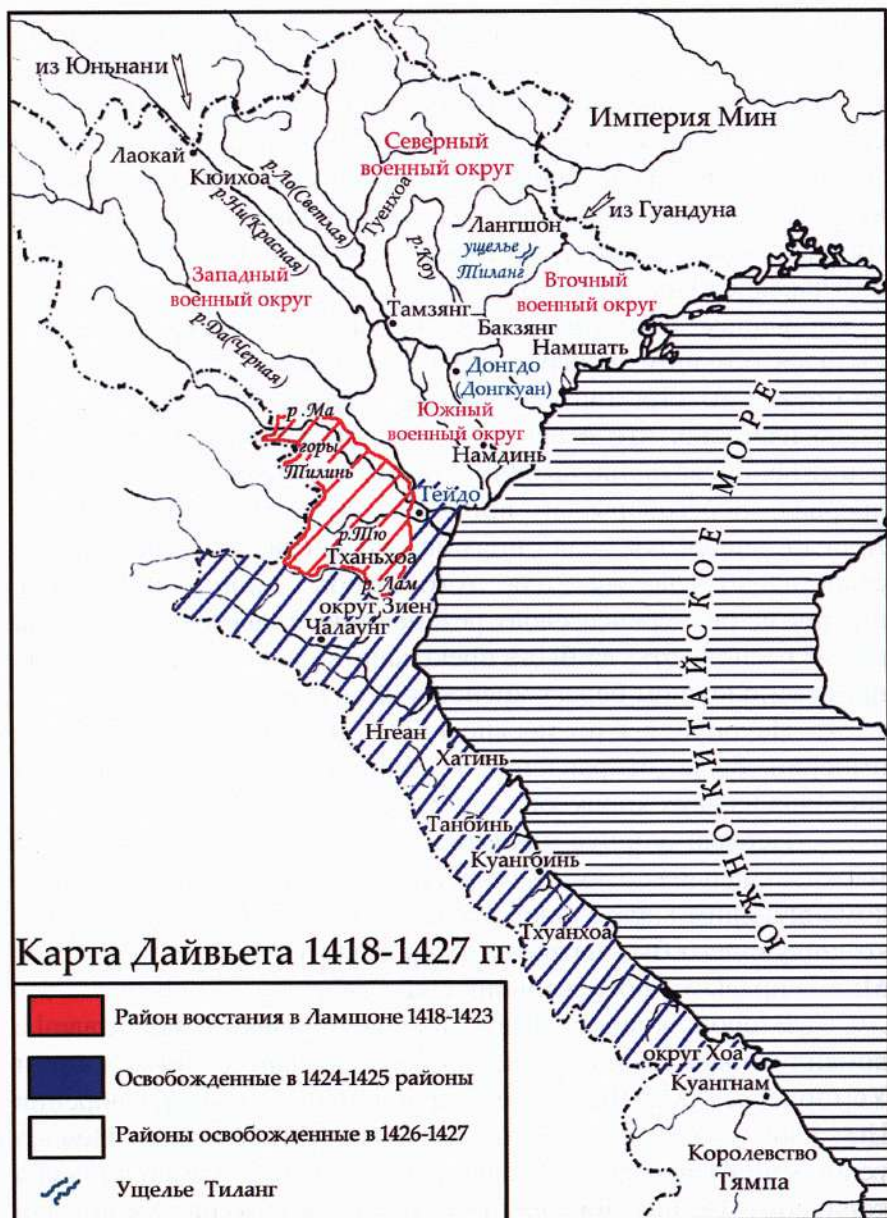 из Юньнани
Империя Мин
Северный
военный округ
Лаокай
Кюихоа
р.Ло(Светлая)
Туенхоа
из Гуандуна
р.Ни(Красная)
Лангшон
р.Коу
ущелье
Тиланг
Западный
военный округ
Вточный
военный округ
Тамзянг
Бакзянг
Намшать
р.Да(Черная)
Донгдо
(Донгкуан)
Южный
военный округ
р.Ма
горы
Тилинь
Намдинь
Тейдо
р.Тю
Тханьхоа
р. Лам
округ Зиен
Чалаунг
Нгеан
Хатинь
ЮЖНО-КИТАЙСКОЕ МОРЕ
Танбинь
Куангбинь
Тхуанхоа
округ Хоа
Куангнам
Королевство
Тямпа
Карта Дайвьета 1418-1427 гг.
Район восстания в Ламшоне 1418-1423
Освобожденные в 1424-1425 районы
Районы освобожденные в 1426-1427
Ущелье Тиланг